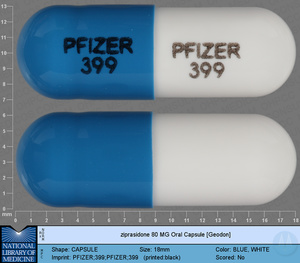 PFIZER
399
PFIZER
399
13
12
11
10
9
8
7
6
5
4
3
2
1
mm
0 1 2 3 4 5 6 7 8 9 10 11 12 13 14 15 16 17 18
NATIONAL
LIBRARY OF
MEDICINE
ziprasidone 80 MG Oral Capsule [Geodon]
Shape: CAPSULE Size: 18mm Color: BLUE, WHITE
Imprint: PFIZER;399;PFIZER;399 (printed:black) Scored: No